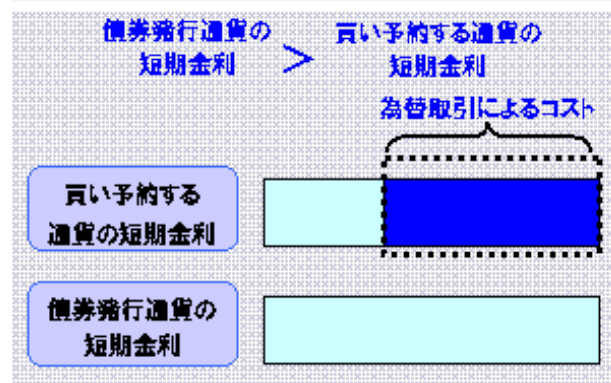 債券発行通貨の
短期金利
>
買い予約する通貨の
短期金利
為替取引によるコスト
買い予約する
通貨の短期金利
債券発行通貨の
短期金利